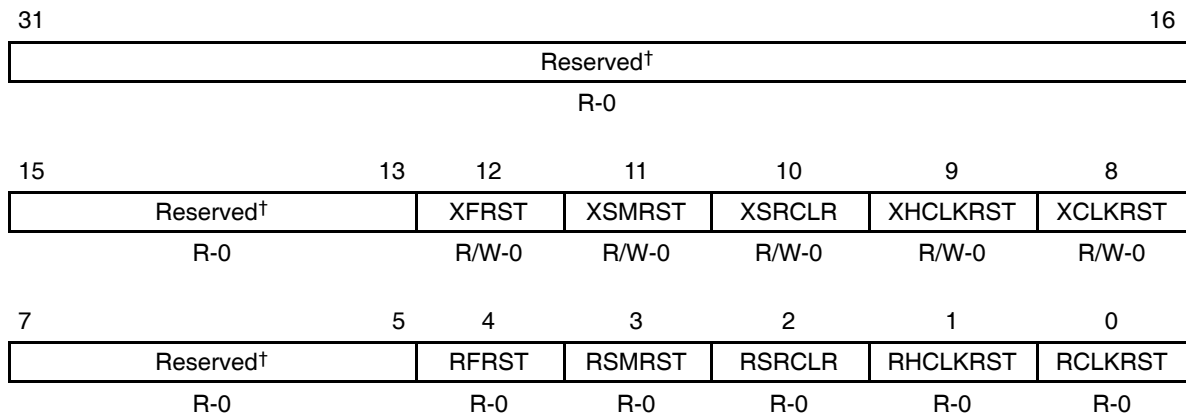 31 16
Reserved†
R-0
15 13 12 11 10 9 8
Reserved† XFRST XSMRST XSRCLR XHCLKRST XCLKRST
R-0 R/W-0 R/W-0 R/W-0 R/W-0 R/W-0
7 5 4 3 2 1 0
Reserved† RFRST RSMRST RSRCLR RHCLKRST RCLKRST
R-0 R-0 R-0 R-0 R-0 R-0